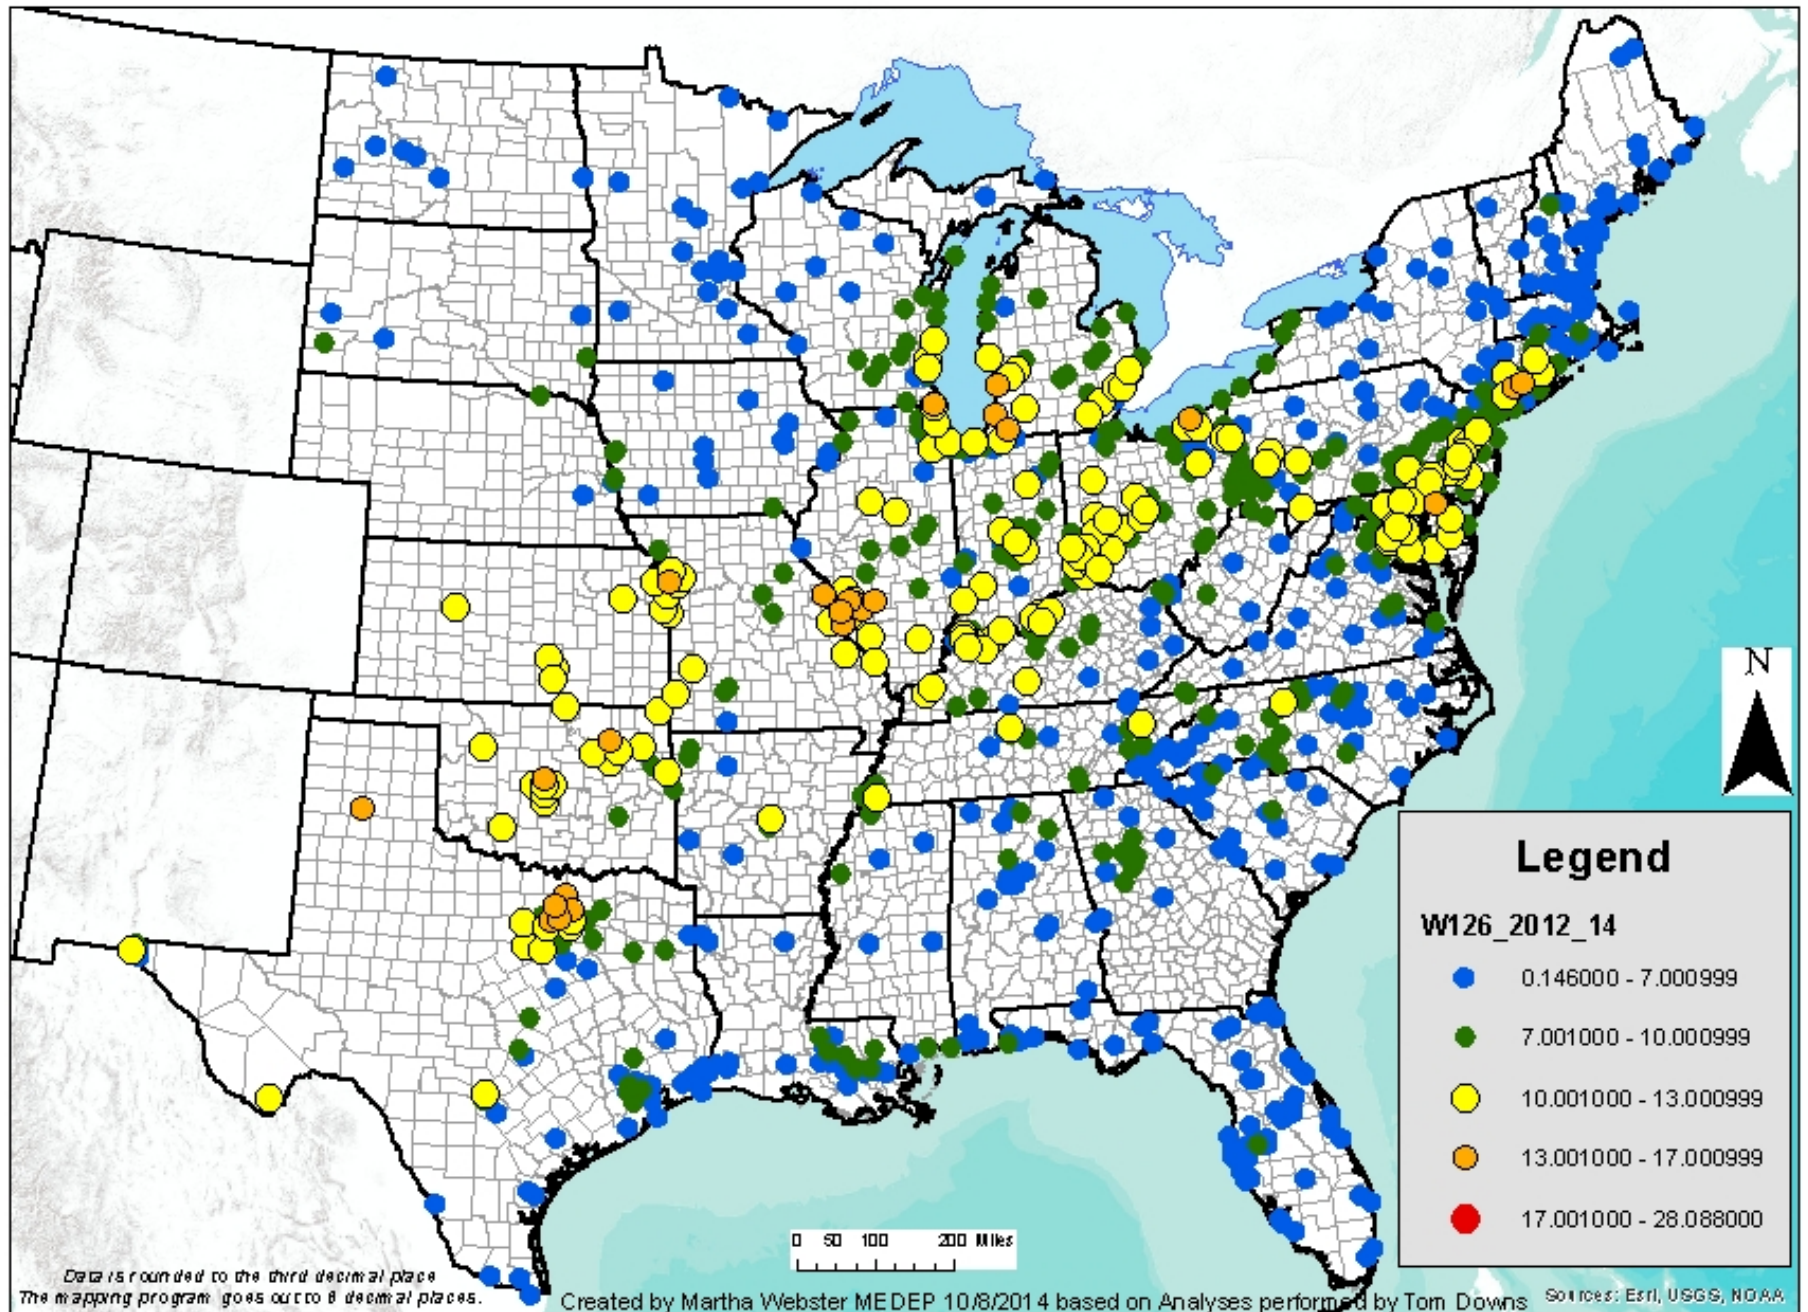 N
Legend
W126_2012_14
0.146000 - 7.000999
7.001000 - 10.000999
10.001000 - 13.000999
13.001000 - 17.000999
17.001000 - 28.088000
0 50 100 200 Miles
Data is rounded to the third decimal place
The mapping program goes out to 6 decimal places.
Created by Martha Webster MEDEP 10/8/2014 based on Analyses performed by Tom Downs
Sources: Esri, USGS, NOAA